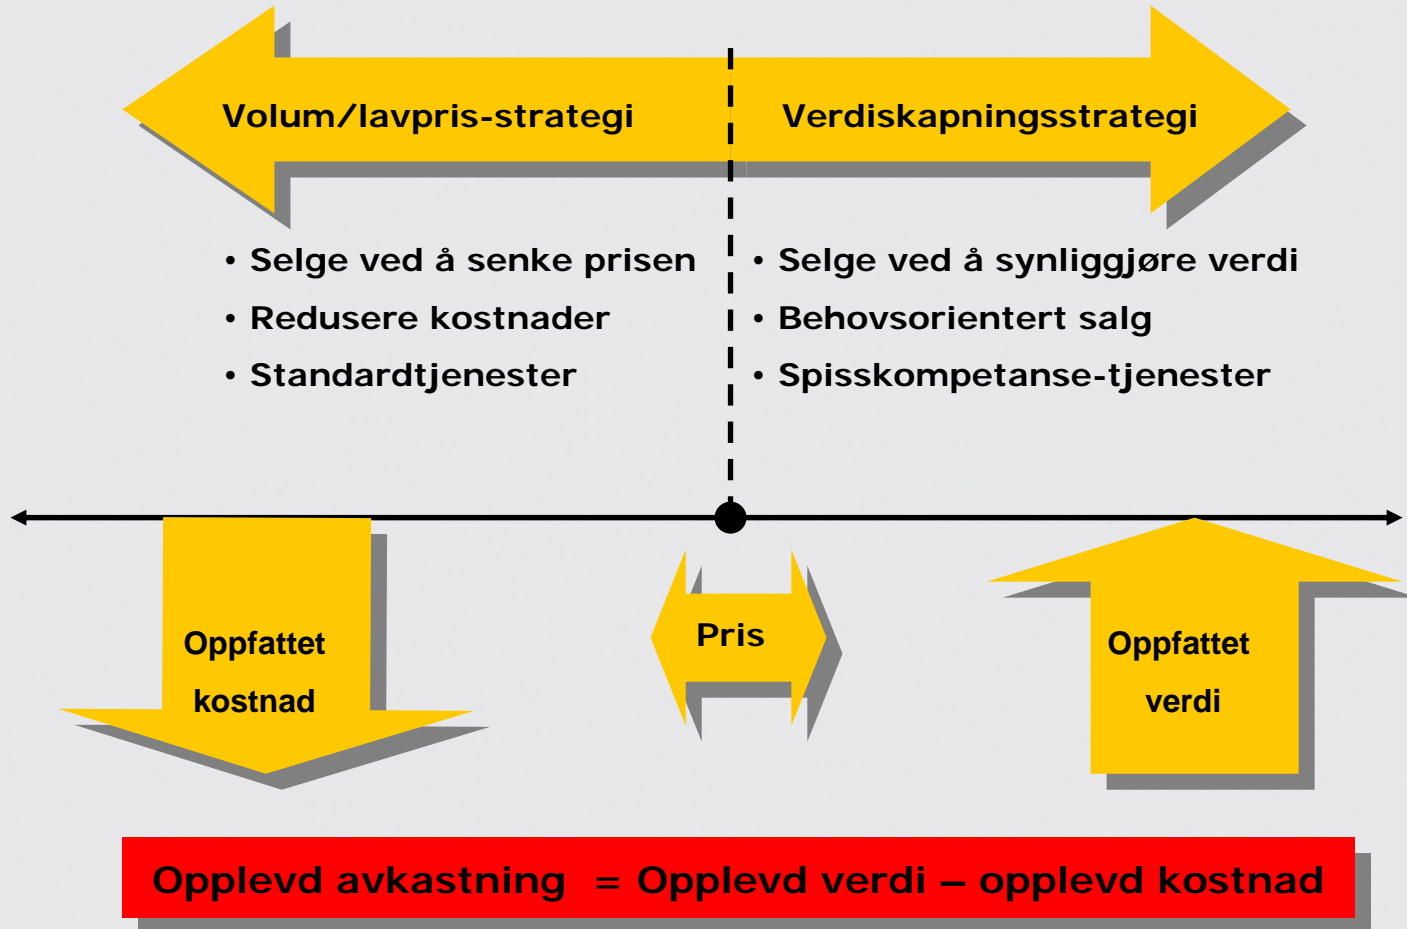 Volum/lavpris-strategi
Verdiskapningsstrategi
• Selge ved å senke prisen
• Redusere kostnader
• Standardtjenester
• Selge ved å synliggjøre verdi
• Behovsorientert salg
• Spisskompetanse-tjenester
Oppfattet
kostnad
Pris
Oppfattet
verdi
Opplevd avkastning = Opplevd verdi – opplevd kostnad